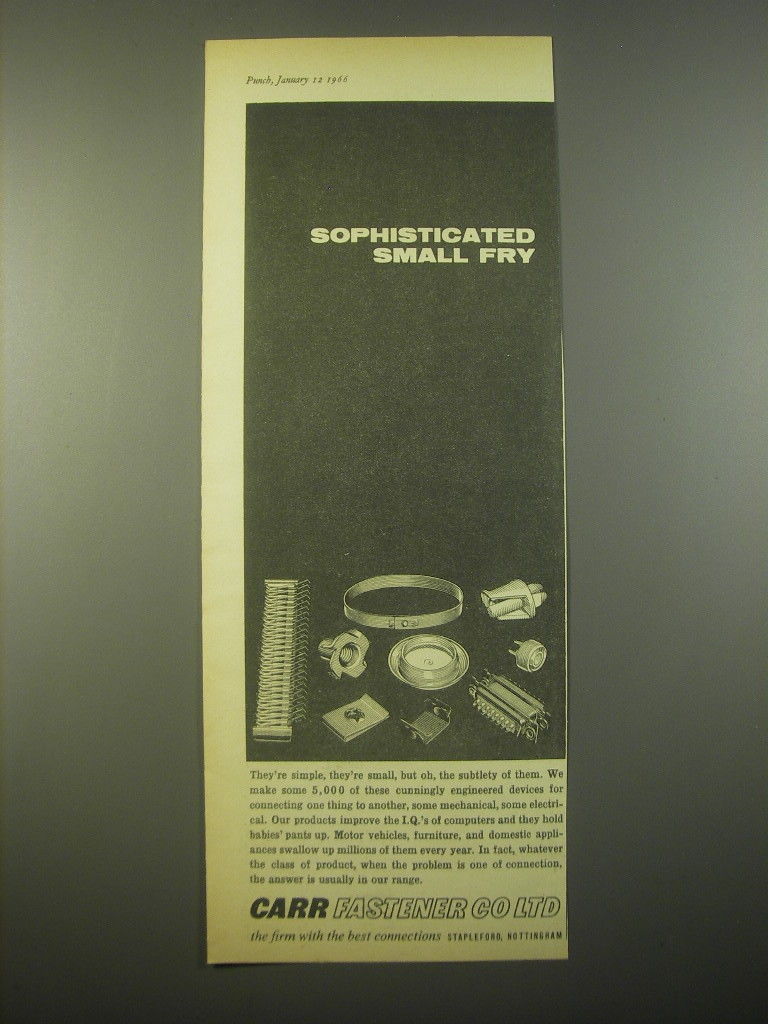 Punch, January 12 1966
SOPHISTICATED
SMALL FRY
They're simple, they're small, but oh, the subtlety of them. We
make some 5,000 of these cunningly engineered devices for
connecting one thing to another, some mechanical, some electri-
cal. Our products improve the I.Q.'s of computers and they hold
babies' pants up. Motor vehicles, furniture, and domestic appli-
ances swallow up millions of them every year. In fact, whatever
the class of product, when the problem is one of connection,
the answer is usually in our range.
CARR FASTENER CO LTD
the firm with the best connections STAPLEFORD, NOTTINGHAM